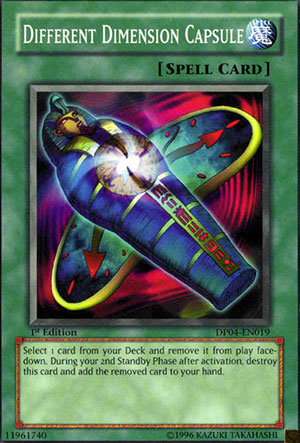 DIFFERENT DIMENSION CAPSULE 魔
[SPELL CARD]
1st Edition
DP04-EN019
Select 1 card from your Deck and remove it from play face-
down. During your 2nd Standby Phase after activation, destroy
this card and add the removed card to your hand.
11961740
©1996 KAZUKI TAKAHASHI